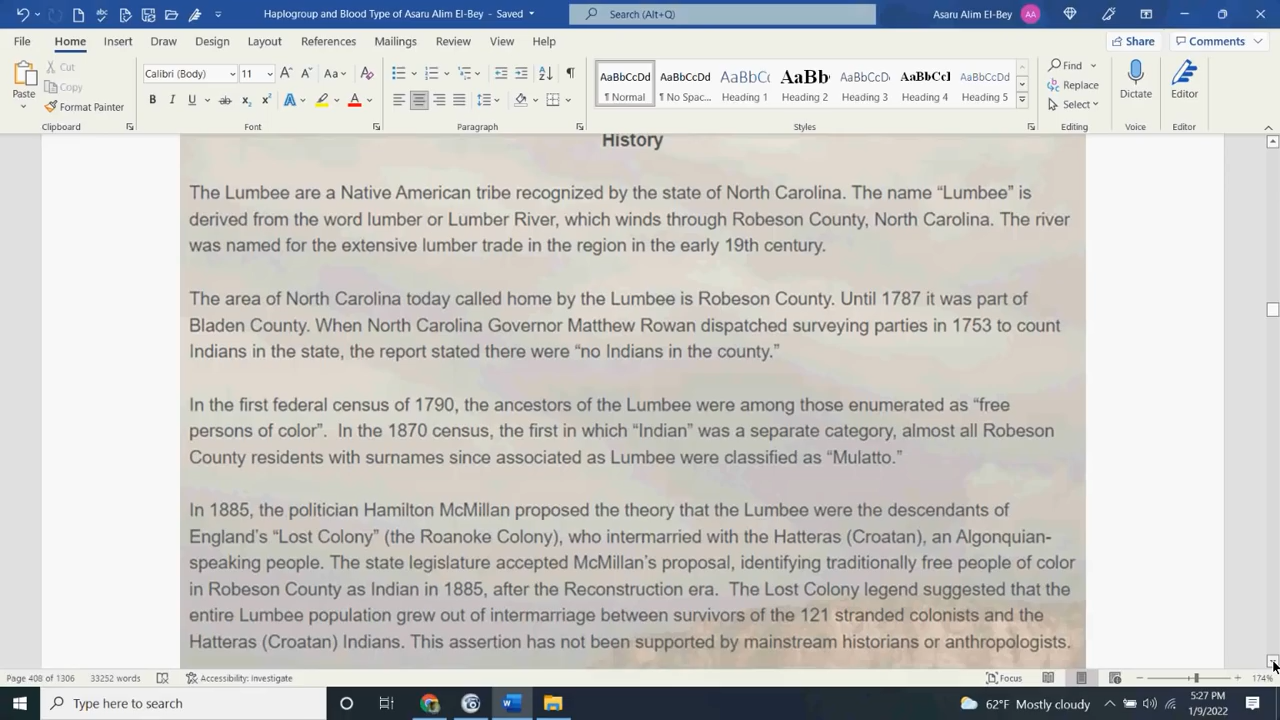 Haplogroup and Blood Type of Asaru Alim El-Bey - Saved
Search (Alt+Q)
Asaru Alim El-Bey
AA
File Home Insert Draw Design Layout References Mailings Review View Help
Share Comments
Paste
Cut
Copy
Format Painter
Clipboard
Calibri (Body) 11
Font
Paragraph
AaBbCcDd AaBbCcDd AaBbCc AaBb AaBbCcDd AaBbCcI AaBbCcDd
¶ Normal ¶ No Spac... Heading 1 Heading 2 Heading 3 Heading 4 Heading 5
Styles
Find
Replace
Select
Editing
Dictate
Voice
Editor
Editor
History
The Lumbee are a Native American tribe recognized by the state of North Carolina. The name “Lumbee” is
derived from the word lumber or Lumber River, which winds through Robeson County, North Carolina. The river
was named for the extensive lumber trade in the region in the early 19th century.
The area of North Carolina today called home by the Lumbee is Robeson County. Until 1787 it was part of
Bladen County. When North Carolina Governor Matthew Rowan dispatched surveying parties in 1753 to count
Indians in the state, the report stated there were “no Indians in the county.”
In the first federal census of 1790, the ancestors of the Lumbee were among those enumerated as “free
persons of color”. In the 1870 census, the first in which “Indian” was a separate category, almost all Robeson
County residents with surnames since associated as Lumbee were classified as “Mulatto.”
In 1885, the politician Hamilton McMillan proposed the theory that the Lumbee were the descendants of
England’s “Lost Colony” (the Roanoke Colony), who intermarried with the Hatteras (Croatan), an Algonquian-
speaking people. The state legislature accepted McMillan’s proposal, identifying traditionally free people of color
in Robeson County as Indian in 1885, after the Reconstruction era. The Lost Colony legend suggested that the
entire Lumbee population grew out of intermarriage between survivors of the 121 stranded colonists and the
Hatteras (Croatan) Indians. This assertion has not been supported by mainstream historians or anthropologists.
Page 408 of 1306 33252 words Accessibility: Investigate Focus 174%
Type here to search
62°F Mostly cloudy
5:27 PM
1/9/2022